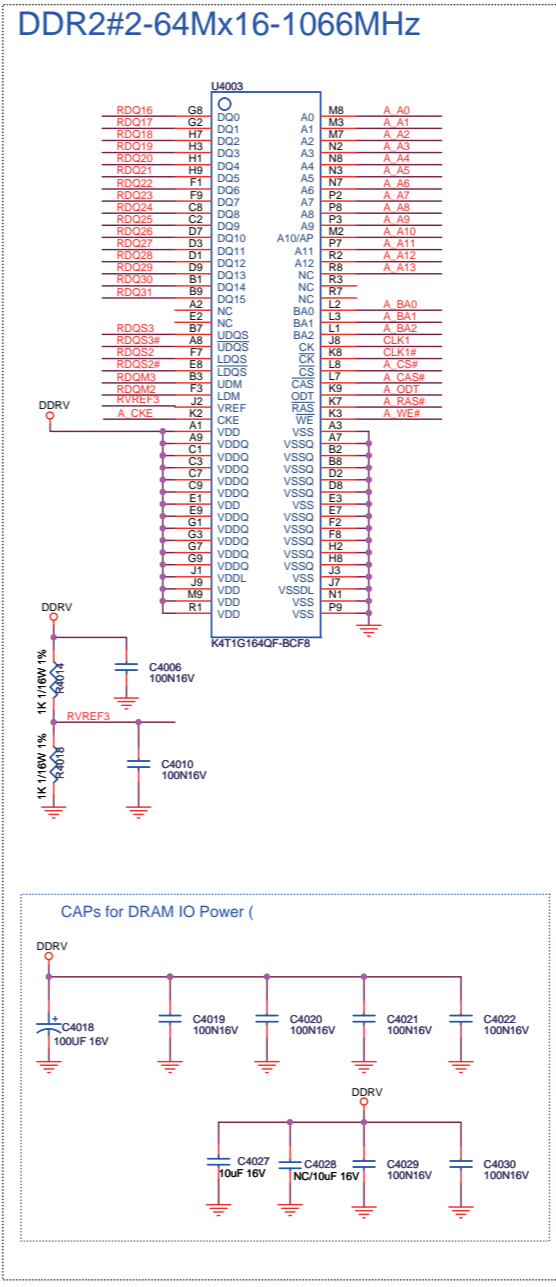 DDR2#2-64Mx16-1066MHz
U4003
RDQ16 G8 DQ0 A0 M8 A_A0
RDQ17 G2 DQ1 A1 M3 A_A1
RDQ18 H7 DQ2 A2 M7 A_A2
RDQ19 H3 DQ3 A3 N2 A_A3
RDQ20 H1 DQ4 A4 N8 A_A4
RDQ21 H9 DQ5 A5 N3 A_A5
RDQ22 F1 DQ6 A6 N7 A_A6
RDQ23 F9 DQ7 A7 P2 A_A7
RDQ24 C8 DQ8 A8 P8 A_A8
RDQ25 C2 DQ9 A9 P3 A_A9
RDQ26 D7 DQ10 A10/AP M2 A_A10
RDQ27 D3 DQ11 A11 P7 A_A11
RDQ28 D1 DQ12 A12 R2 A_A12
RDQ29 D9 DQ13 NC R8 A_A13
RDQ30 B1 DQ14 NC R3
RDQ31 B9 DQ15 NC R7
A2 NC BA0 L2 A_BA0
E2 NC BA1 L3 A_BA1
RDQS3 B7 UDQS BA2 L1 A_BA2
RDQS3# A8 UDQS CK J8 CLK1
RDQS2 F7 LDQS CK K8 CLK1#
RDQS2# E8 LDQS CS L8 A_CS#
RDQM3 B3 UDM CAS L7 A_CAS#
RDQM2 F3 LDM ODT K9 A_ODT
RVREF3 J2 VREF RAS K7 A_RAS#
A_CKE K2 CKE WE K3 A_WE#
DDRV
A1 VDD VSS A3
A9 VDDQ VSSQ A7
C1 VDDQ VSSQ B2
C3 VDDQ VSSQ B8
C7 VDDQ VSSQ D2
C9 VDDQ VSSQ D8
E1 VDD VSS E3
E9 VDDQ VSSQ E7
G1 VDDQ VSSQ F2
G3 VDDQ VSSQ F8
G7 VDDQ VSSQ H2
G9 VDDQ VSSQ H8
J1 VDDL VSS J3
J9 VDD VSSDL J7
M9 VDD VSS N1
R1 VDD VSS P9
K4T1G164QF-BCF8
DDRV
1K 1/16W 1%
R4014
C4006
100N16V
RVREF3
1K 1/16W 1%
R4018
C4010
100N16V
CAPs for DRAM IO Power (
DDRV
+
C4018
100UF 16V
C4019
100N16V
C4020
100N16V
C4021
100N16V
C4022
100N16V
DDRV
C4027
10uF 16V
C4028
NC/10uF 16V
C4029
100N16V
C4030
100N16V